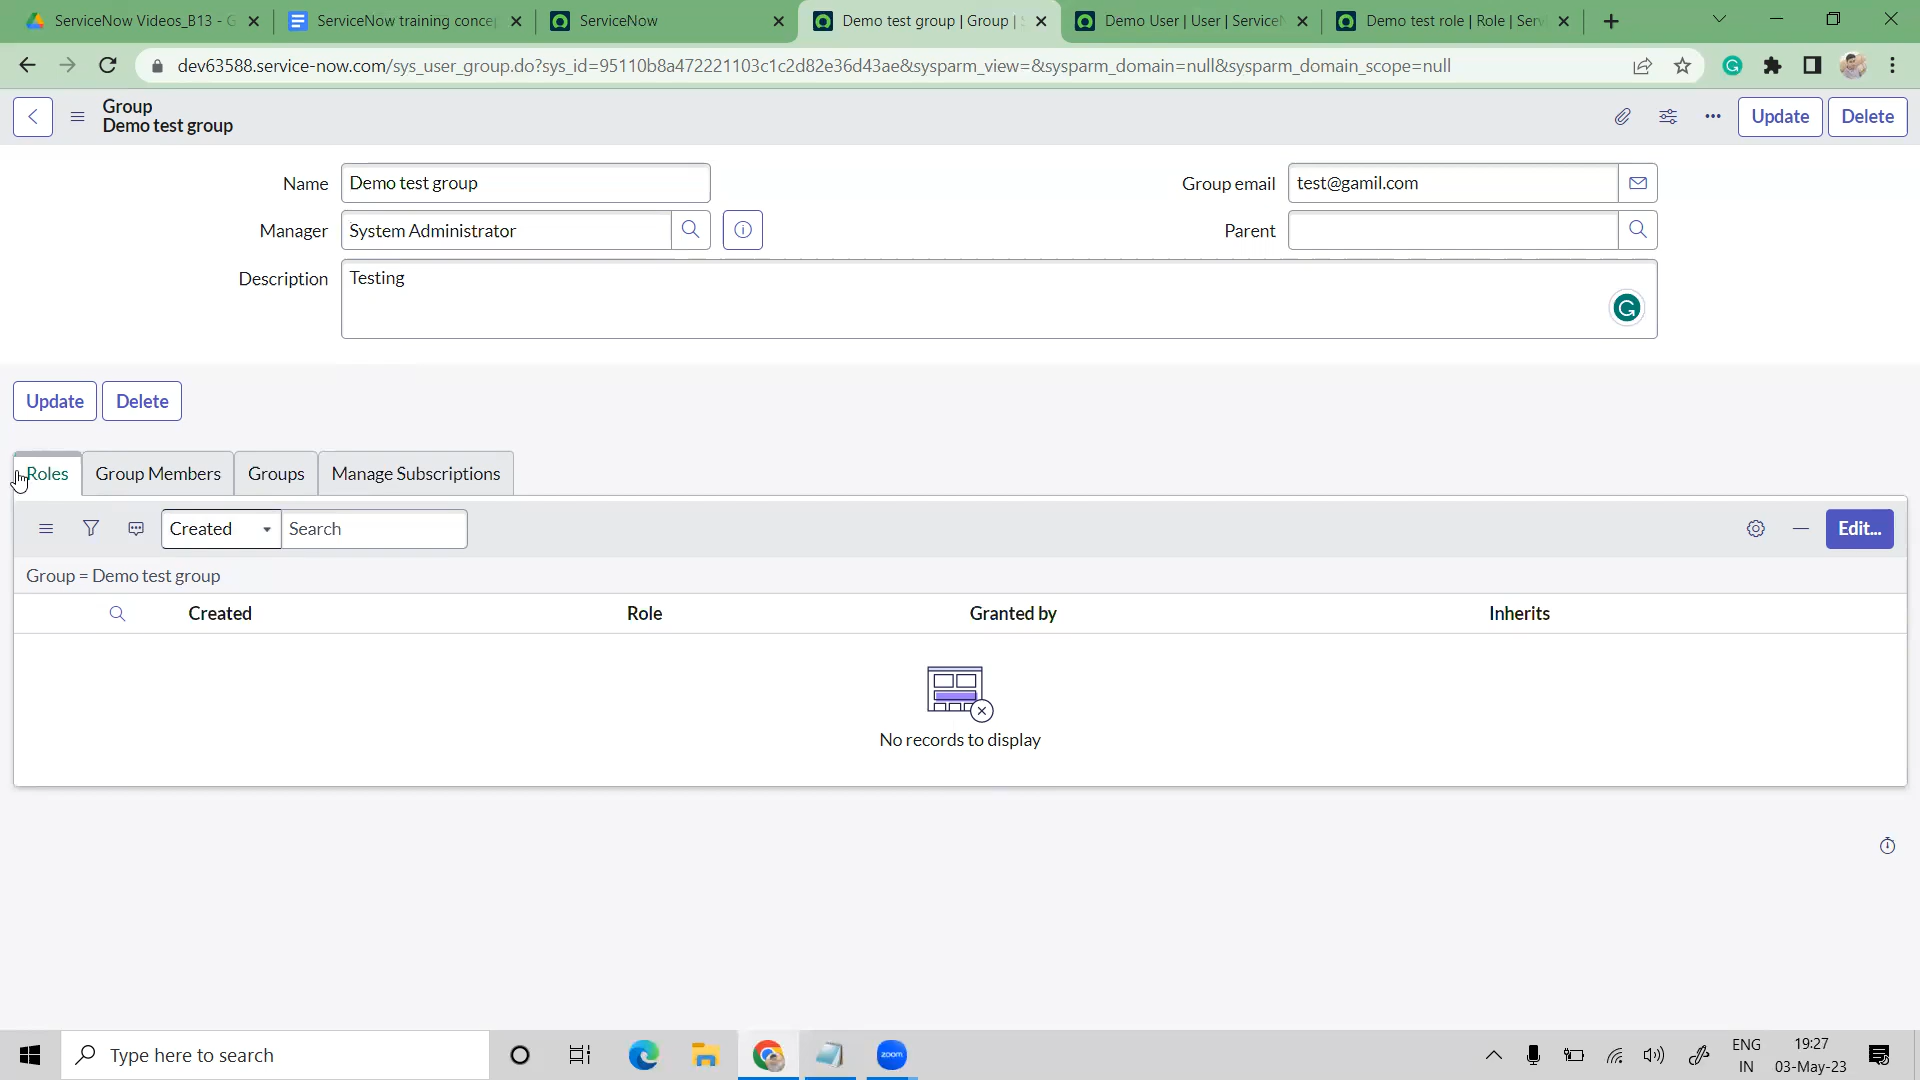 ServiceNow Videos_B13 - G
ServiceNow training concep
ServiceNow
Demo test group | Group | S
Demo User | User | ServiceN
Demo test role | Role | Serv
dev63588.service-now.com/sys_user_group.do?sys_id=95110b8a472221103c1c2d82e36d43ae&sysparm_view=&sysparm_domain=null&sysparm_domain_scope=null
Group
Demo test group
Update
Delete
Name
Demo test group
Group email
test@gamil.com
Manager
System Administrator
Parent
Description
Testing
Update
Delete
Roles
Group Members
Groups
Manage Subscriptions
Created
Search
Edit...
Group = Demo test group
Created
Role
Granted by
Inherits
No records to display
Type here to search
zoom
ENG
IN
19:27
03-May-23